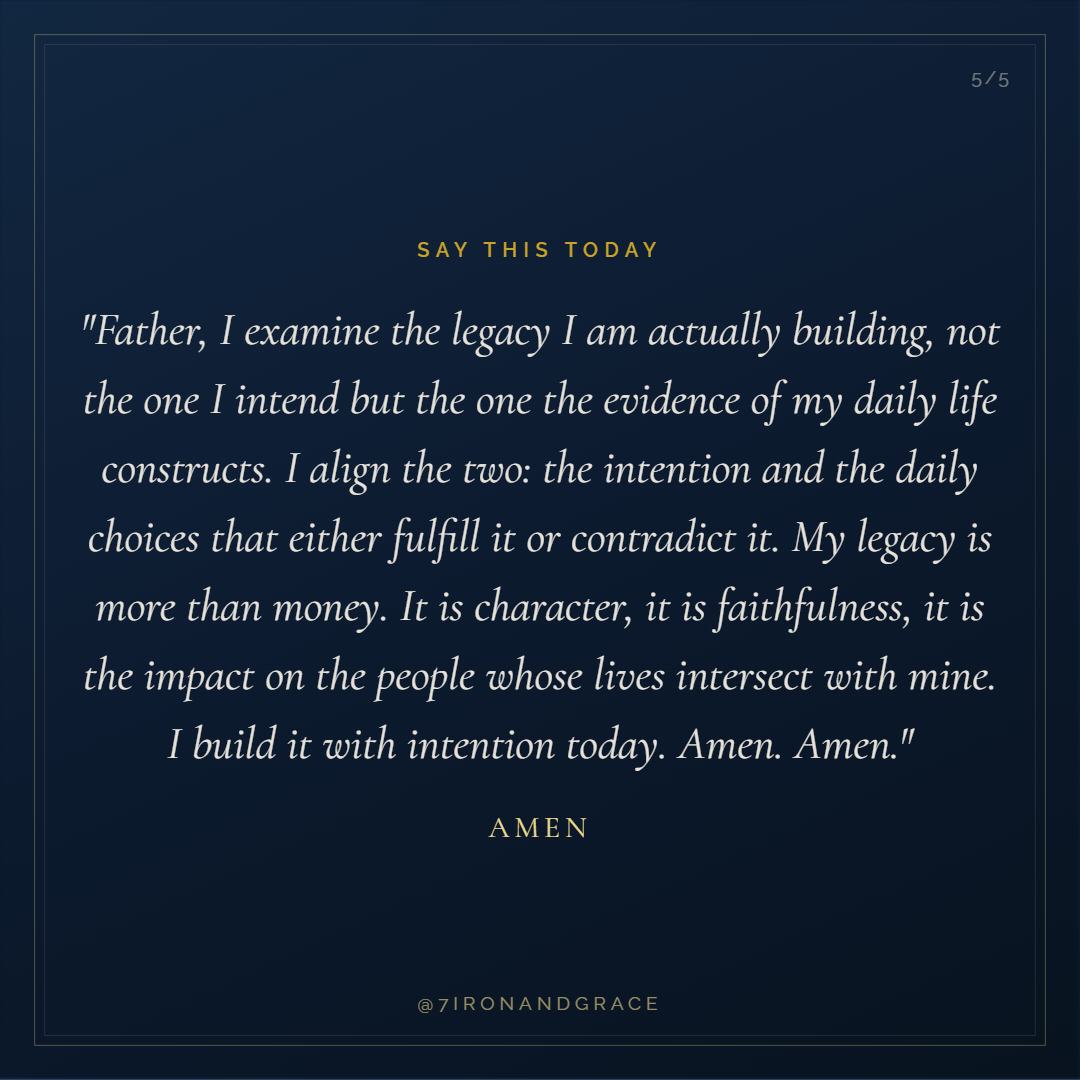 5/5
SAY THIS TODAY
"Father, I examine the legacy I am actually building, not
the one I intend but the one the evidence of my daily life
constructs. I align the two: the intention and the daily
choices that either fulfill it or contradict it. My legacy is
more than money. It is character, it is faithfulness, it is
the impact on the people whose lives intersect with mine.
I build it with intention today. Amen. Amen."
AMEN
@7IRONANDGRACE